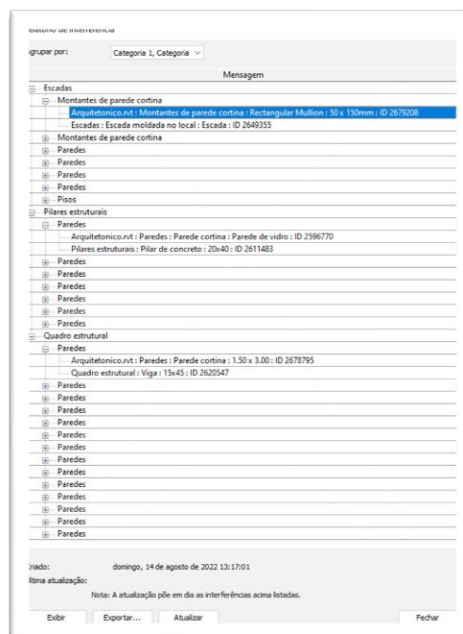 Agrupar por: Categoria 1, Categoria
Mensagem
Escadas
Montantes de parede cortina
Arquitetonico.rvt : Montantes de parede cortina : Rectangular Mullion : 50 x 150mm : ID 2679208
Escadas : Escada moldada no local : Escada : ID 2649355
Montantes de parede cortina
Paredes
Paredes
Paredes
Paredes
Pisos
Pilares estruturais
Paredes
Arquitetonico.rvt : Paredes : Parede cortina : Parede de vidro : ID 2596770
Pilares estruturais : Pilar de concreto : 20x40 : ID 2611483
Paredes
Paredes
Paredes
Paredes
Paredes
Paredes
Quadro estrutural
Paredes
Arquitetonico.rvt : Paredes : Parede cortina : 1.50 x 3.00 : ID 2678795
Quadro estrutural : Viga : 15x45 : ID 2620547
Paredes
Paredes
Paredes
Paredes
Paredes
Paredes
Paredes
Paredes
Paredes
Paredes
Paredes
Paredes
Paredes
Criado: domingo, 14 de agosto de 2022 13:17:01
Última atualização:
Nota: A atualização põe em dia as interferências acima listadas.
Exibir Exportar... Atualizar Fechar